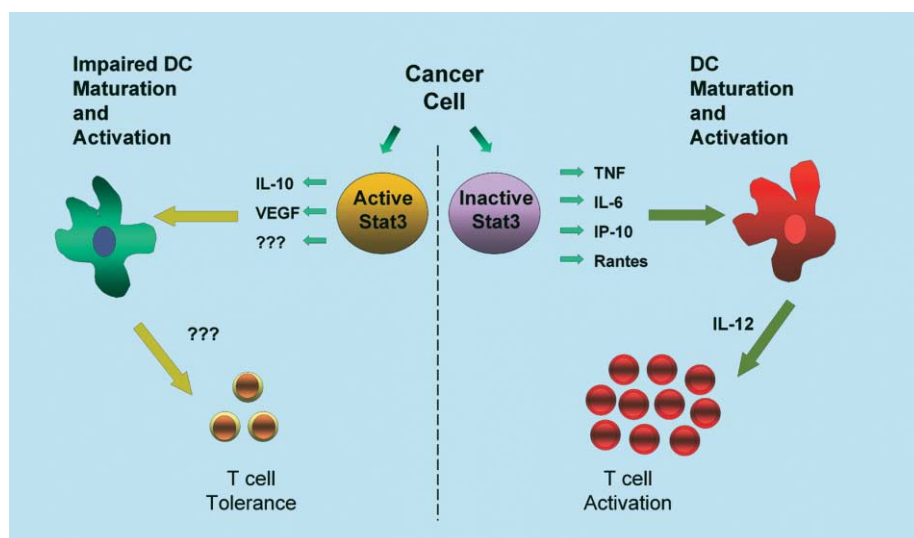 Impaired DC
Maturation
and
Activation
Cancer
Cell
DC
Maturation
and
Activation
IL-10
VEGF
???
Active
Stat3
Inactive
Stat3
TNF
IL-6
IP-10
Rantes
???
IL-12
T cell
Tolerance
T cell
Activation